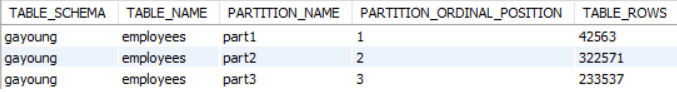 TABLE_SCHEMA TABLE_NAME PARTITION_NAME PARTITION_ORDINAL_POSITION TABLE_ROWS
gayoung employees part1 1 42563
gayoung employees part2 2 322571
gayoung employees part3 3 233537